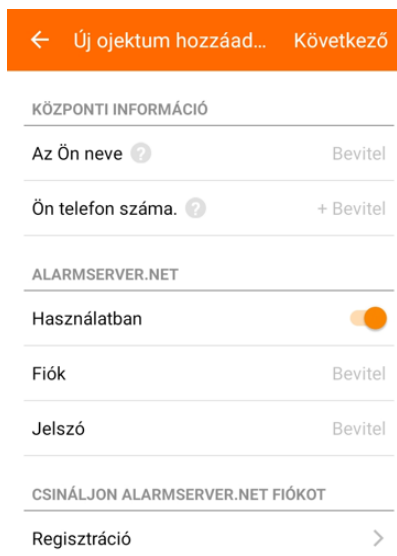 Új ojektum hozzáad... Következő
KÖZPONTI INFORMÁCIÓ
Az Ön neve ? Bevitel
Ön telefon száma. ? + Bevitel
ALARMSERVER.NET
Használatban
Fiók Bevitel
Jelszó Bevitel
CSINÁLJON ALARMSERVER.NET FIÓKOT
Regisztráció